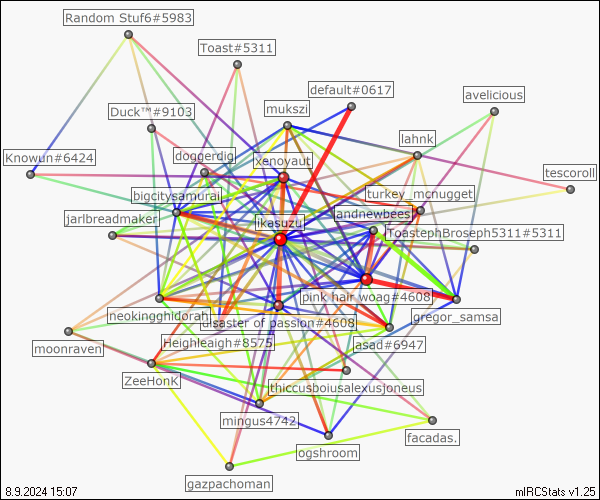 Random Stuf6#5983
Toast#5311
default#0617
avelicious
mukszi
Duck™#9103
lahnk
doggerdig
xenoyaut
Knowun#6424
tescoroll
bigcitysamurai
turkey_mcnugget
jarlbreadmaker
likasuzu
landnewbees
ToastephBroseph5311#5311
pink hair woag#4608
neokingghidorah
disaster of passion#4608
gregor_samsa
Heighleaigh#8575
asad#6947
moonraven
ZeeHonk
thiccusboiusalexusjoneus
mingus4742
facadas.
ogshroom
gazpachoman
8.9.2024 15:07
mIRCStats v1.25